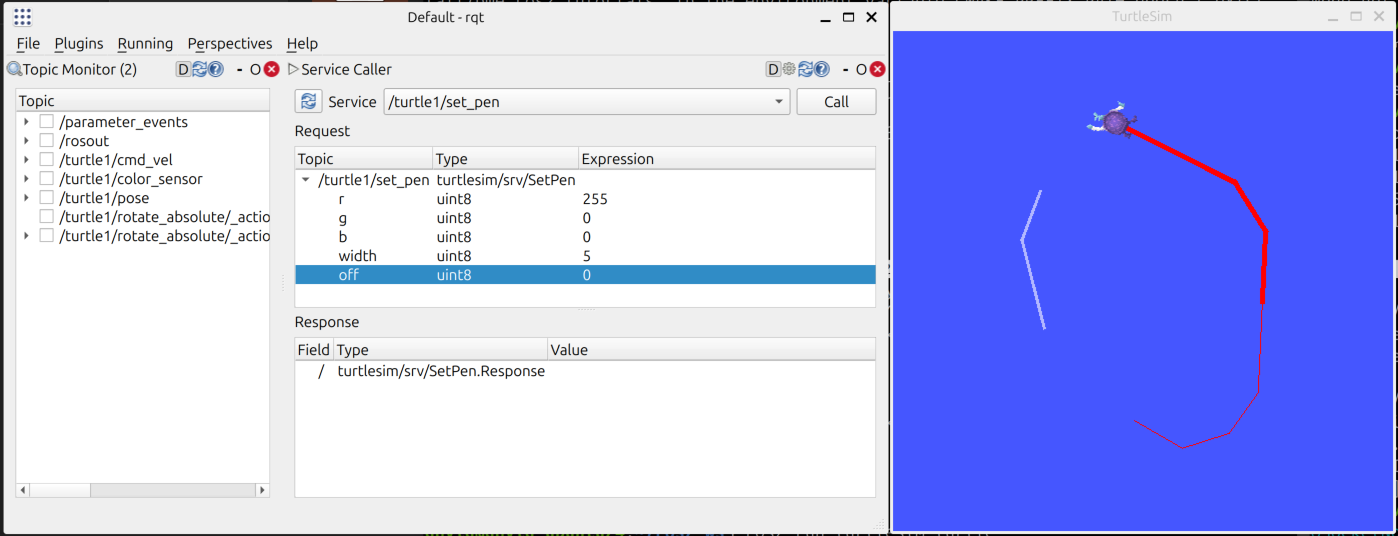 Default - rqt
File Plugins Running Perspectives Help
Topic Monitor (2) D - O
Service Caller D - O
Topic
/parameter_events
/rosout
/turtle1/cmd_vel
/turtle1/color_sensor
/turtle1/pose
/turtle1/rotate_absolute/_actio
/turtle1/rotate_absolute/_actio
Service /turtle1/set_pen Call
Request
Topic Type Expression
/turtle1/set_pen turtlesim/srv/SetPen
r uint8 255
g uint8 0
b uint8 0
width uint8 5
off uint8 0
Response
Field Type Value
/ turtlesim/srv/SetPen.Response
TurtleSim